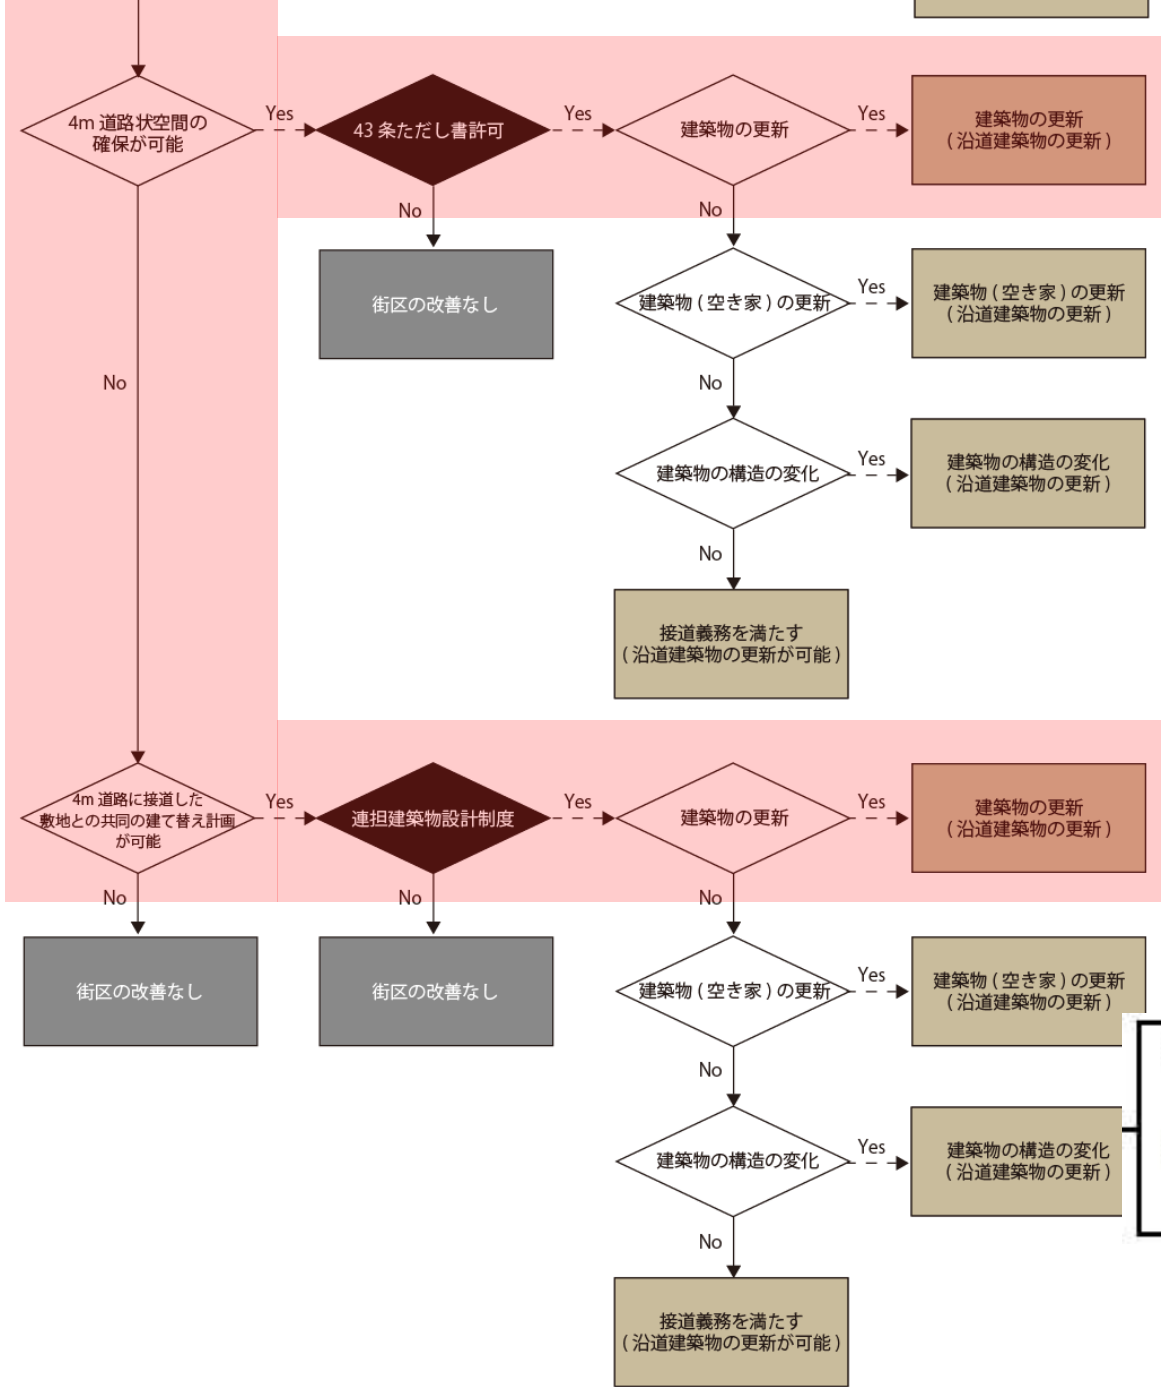 4m 道路状空間の
確保が可能
Yes
43 条ただし書許可
Yes
建築物の更新
Yes
建築物の更新
( 沿道建築物の更新 )
No
No
街区の改善なし
建築物 ( 空き家 ) の更新
Yes
建築物 ( 空き家 ) の更新
( 沿道建築物の更新 )
No
No
建築物の構造の変化
Yes
建築物の構造の変化
( 沿道建築物の更新 )
No
接道義務を満たす
( 沿道建築物の更新が可能 )
4m 道路に接道した
敷地との共同の建て替え計画
が可能
Yes
連担建築物設計制度
Yes
建築物の更新
Yes
建築物の更新
( 沿道建築物の更新 )
No
No
No
街区の改善なし
街区の改善なし
建築物 ( 空き家 ) の更新
Yes
建築物 ( 空き家 ) の更新
( 沿道建築物の更新 )
No
建築物の構造の変化
Yes
建築物の構造の変化
( 沿道建築物の更新 )
No
接道義務を満たす
( 沿道建築物の更新が可能 )